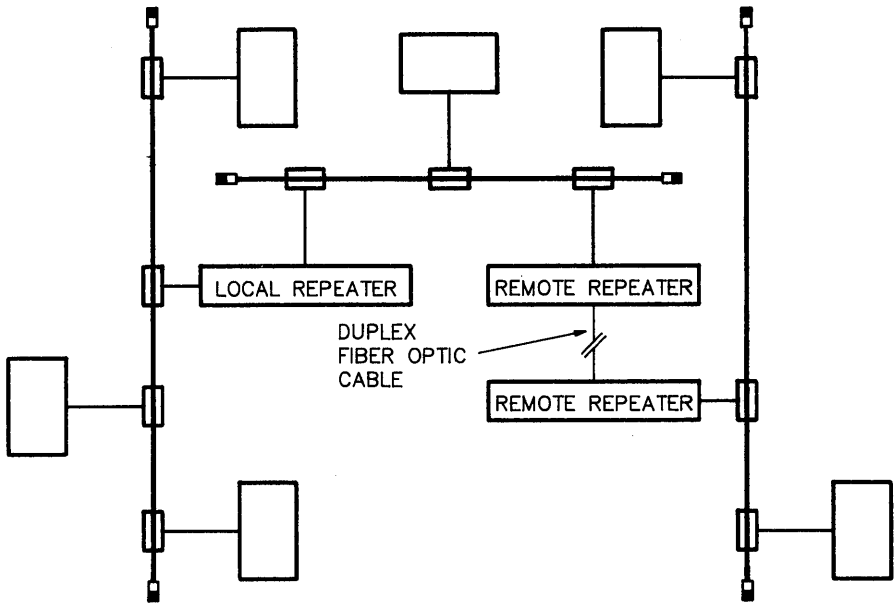 LOCAL REPEATER
REMOTE REPEATER
DUPLEX
FIBER OPTIC
CABLE
REMOTE REPEATER